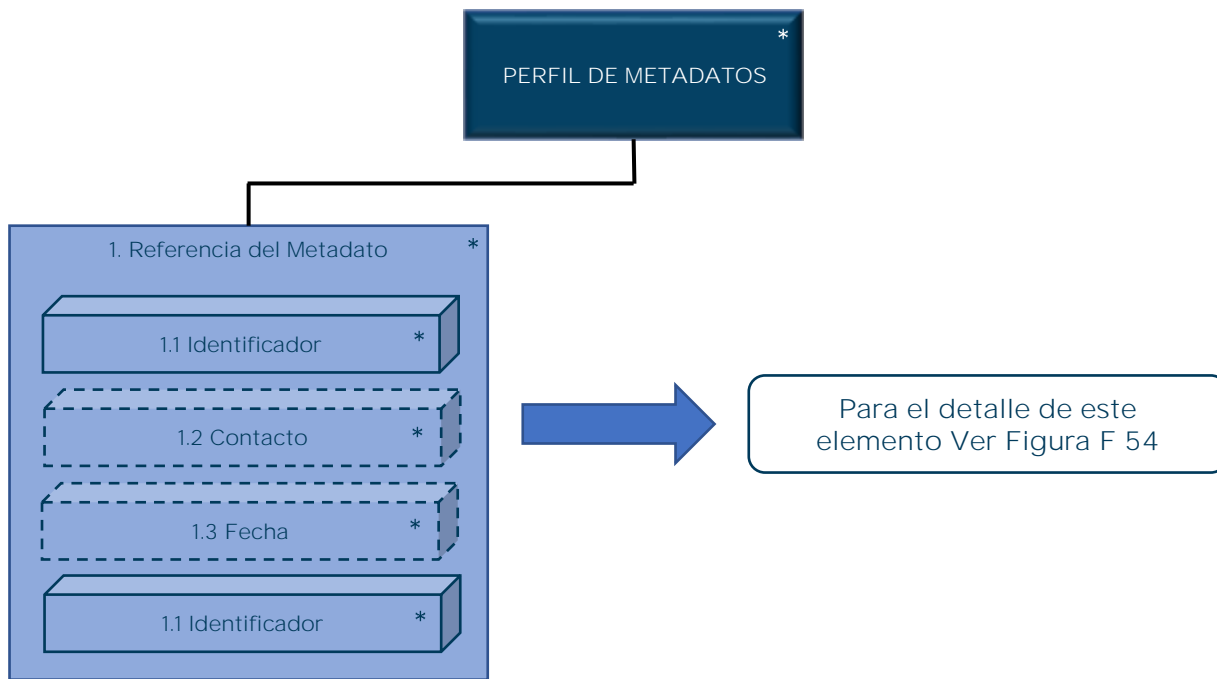 *
PERFIL DE METADATOS
1. Referencia del Metadato *
1.1 Identificador *
1.2 Contacto *
1.3 Fecha *
1.1 Identificador *
Para el detalle de este
elemento Ver Figura F 54